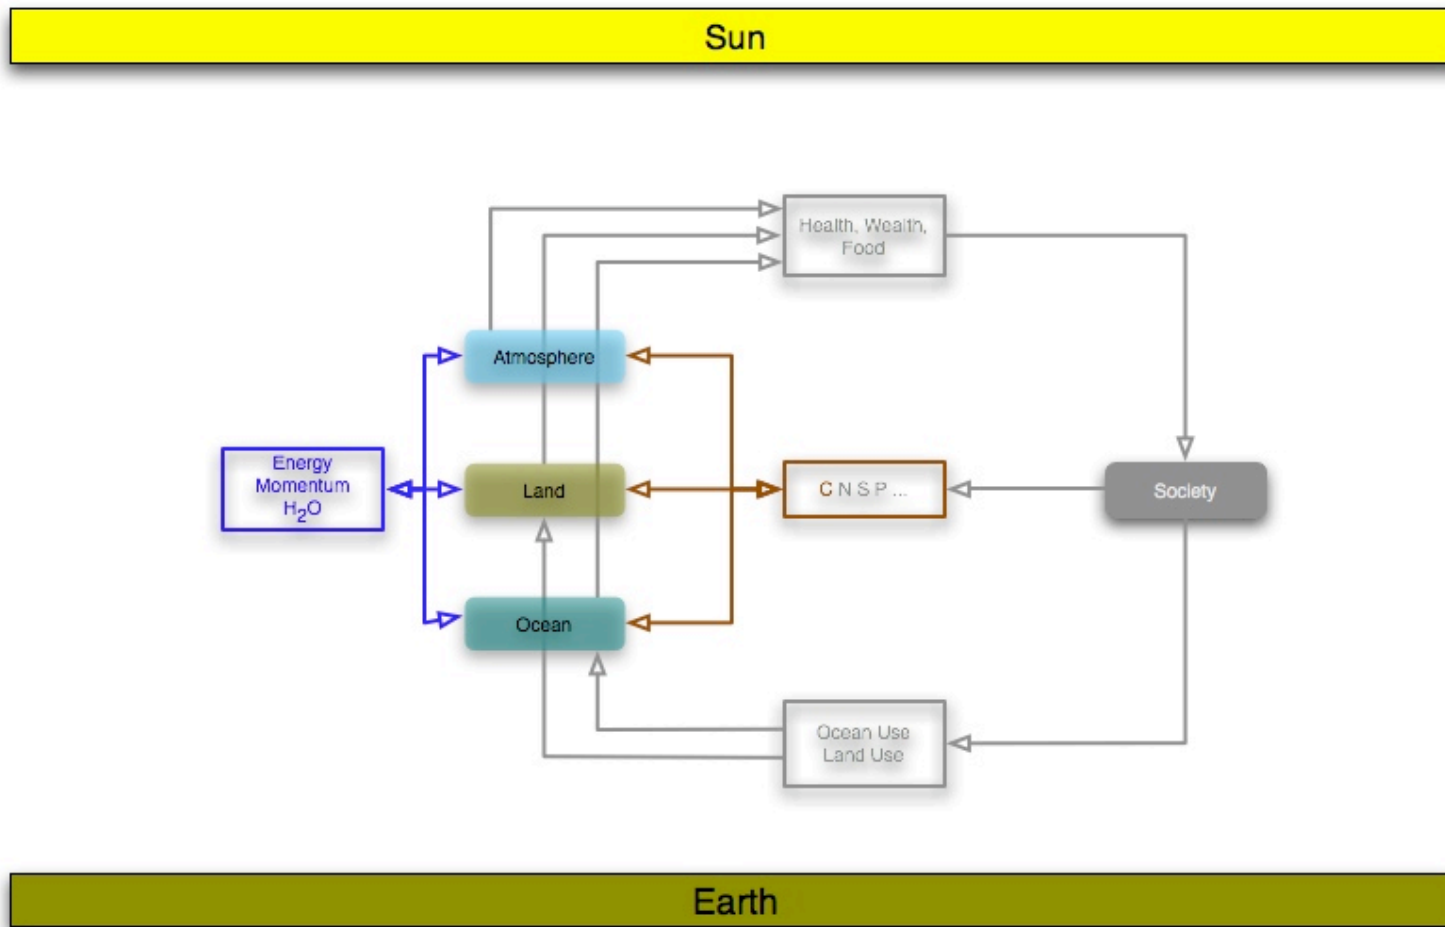 Sun
Health, Wealth,
Food
Atmosphere
Energy
Momentum
H₂O
Land
C N S P ...
Society
Ocean
Ocean Use
Land Use
Earth